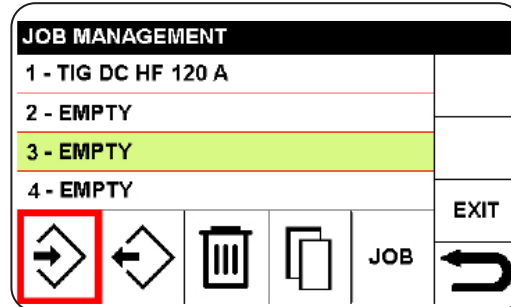 JOB MANAGEMENT
1 - TIG DC HF 120 A
2 - EMPTY
3 - EMPTY
4 - EMPTY
EXIT
JOB